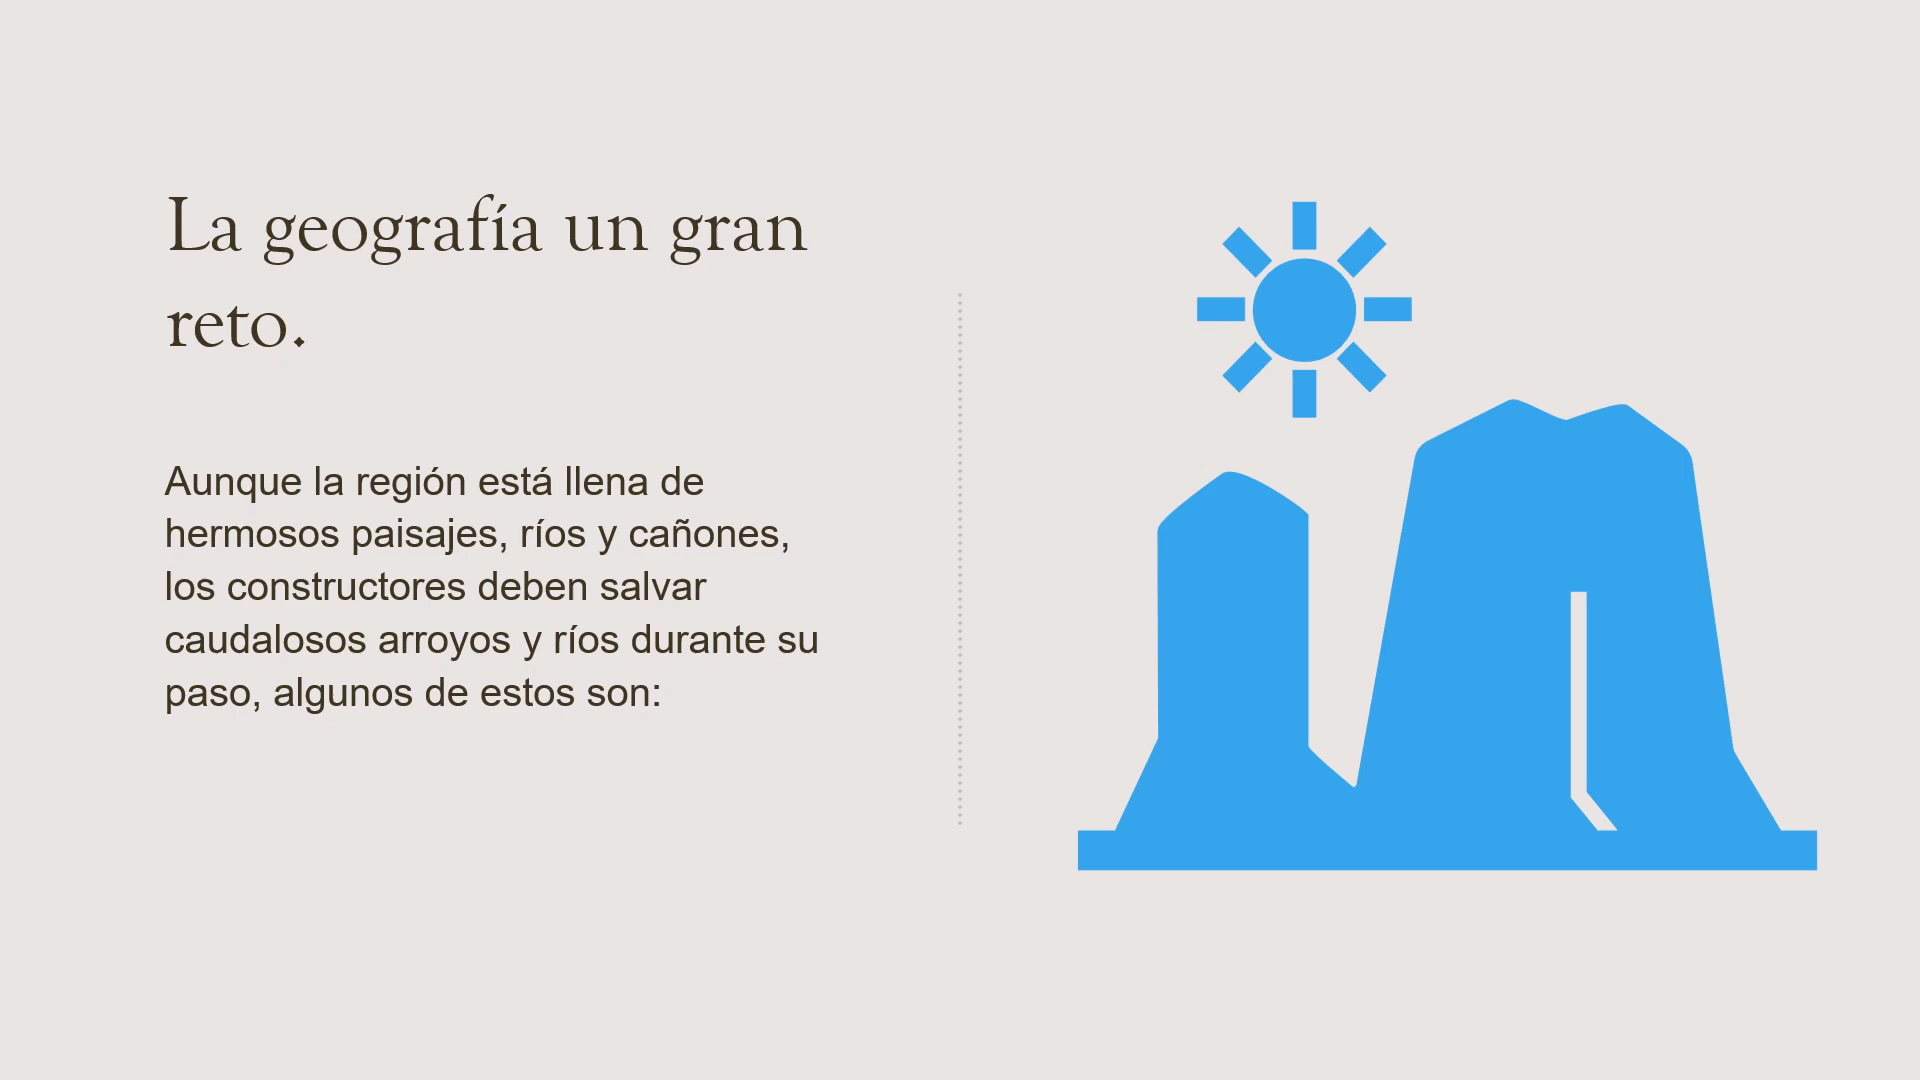 La geografía un gran
reto.
Aunque la región está llena de
hermosos paisajes, ríos y cañones,
los constructores deben salvar
caudalosos arroyos y ríos durante su
paso, algunos de estos son: